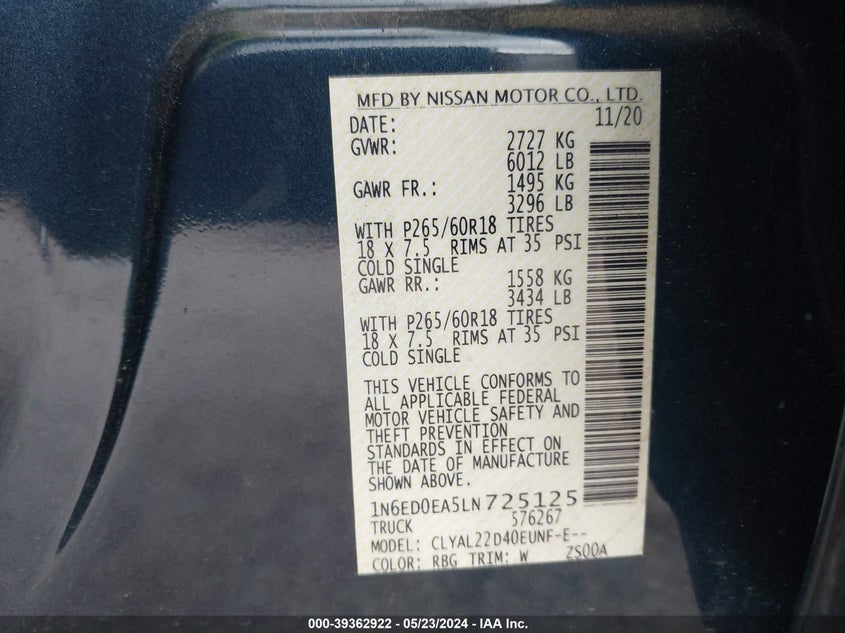 MFD BY NISSAN MOTOR CO., LTD.
DATE: 11/20
GVWR: 2727 KG
6012 LB
GAWR FR.: 1495 KG
3296 LB
WITH P265/60R18 TIRES
18 X 7.5 RIMS AT 35 PSI
COLD SINGLE
GAWR RR.: 1558 KG
3434 LB
WITH P265/60R18 TIRES
18 X 7.5 RIMS AT 35 PSI
COLD SINGLE
THIS VEHICLE CONFORMS TO
ALL APPLICABLE FEDERAL
MOTOR VEHICLE SAFETY AND
THEFT PREVENTION
STANDARDS IN EFFECT ON
THE DATE OF MANUFACTURE
SHOWN ABOVE.
1N6ED0EA5LN725125
TRUCK 576267
MODEL: CLYAL22D40EUNF-E--
COLOR: RBG TRIM: W ZS00A
000-39362922 - 05/23/2024 - IAA Inc.